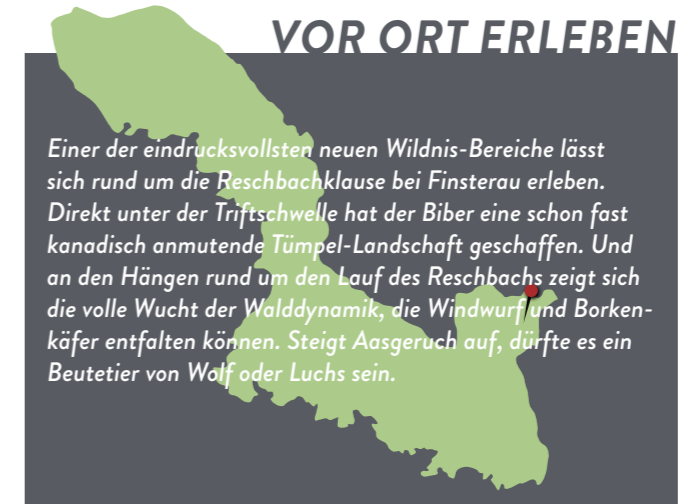 VOR ORT ERLEBEN
Einer der eindrucksvollsten neuen Wildnis-Bereiche lässt
sich rund um die Reschbachklause bei Finsterau erleben.
Direkt unter der Triftschwelle hat der Biber eine schon fast
kanadisch anmutende Tümpel-Landschaft geschaffen. Und
an den Hängen rund um den Lauf des Reschbachs zeigt sich
die volle Wucht der Walddynamik, die Windwurf und Borken-
käfer entfalten können. Steigt Aasgeruch auf, dürfte es ein
Beutetier von Wolf oder Luchs sein.